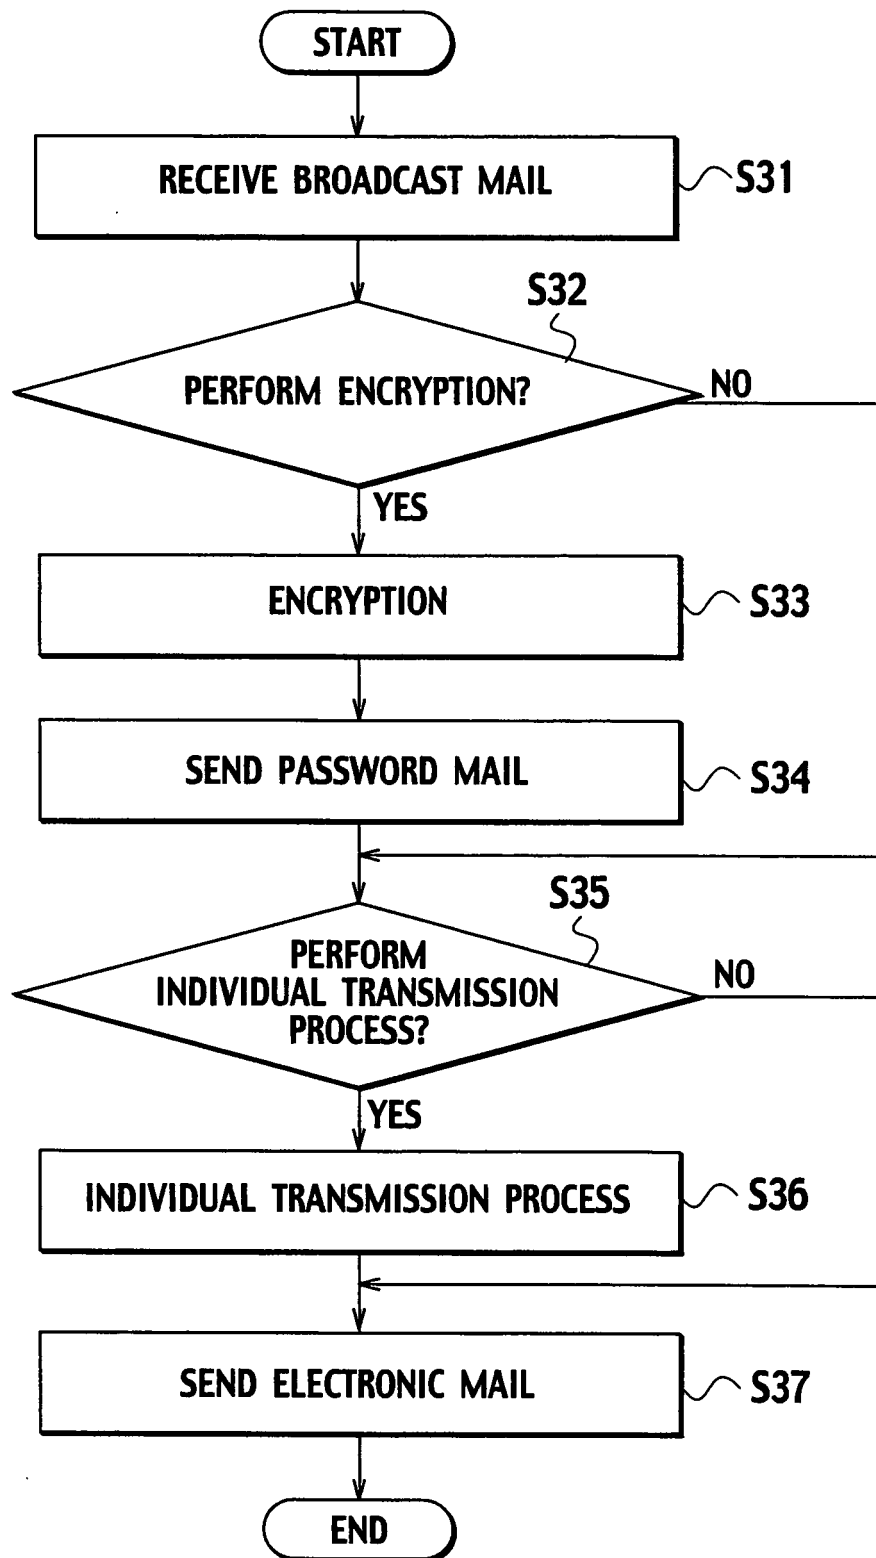 START
RECEIVE BROADCAST MAIL
S31
S32
PERFORM ENCRYPTION?
NO
YES
ENCRYPTION
S33
SEND PASSWORD MAIL
S34
S35
PERFORM
INDIVIDUAL TRANSMISSION
PROCESS?
NO
YES
INDIVIDUAL TRANSMISSION PROCESS
S36
SEND ELECTRONIC MAIL
S37
END